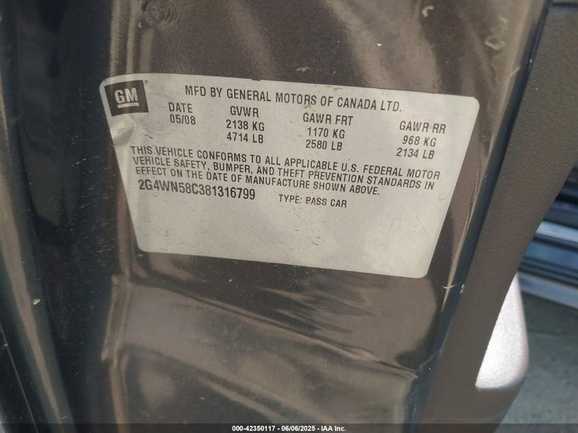 GM
MFD BY GENERAL MOTORS OF CANADA LTD.
DATE GVWR GAWR FRT GAWR RR
05/08 2138 KG 1170 KG 968 KG
4714 LB 2580 LB 2134 LB
THIS VEHICLE CONFORMS TO ALL APPLICABLE U.S. FEDERAL MOTOR
VEHICLE SAFETY, BUMPER, AND THEFT PREVENTION STANDARDS IN
EFFECT ON THE DATE OF MANUFACTURE SHOWN ABOVE.
2G4WN58C381316799 TYPE: PASS CAR
000-42350117 - 06/06/2025 - IAA Inc.